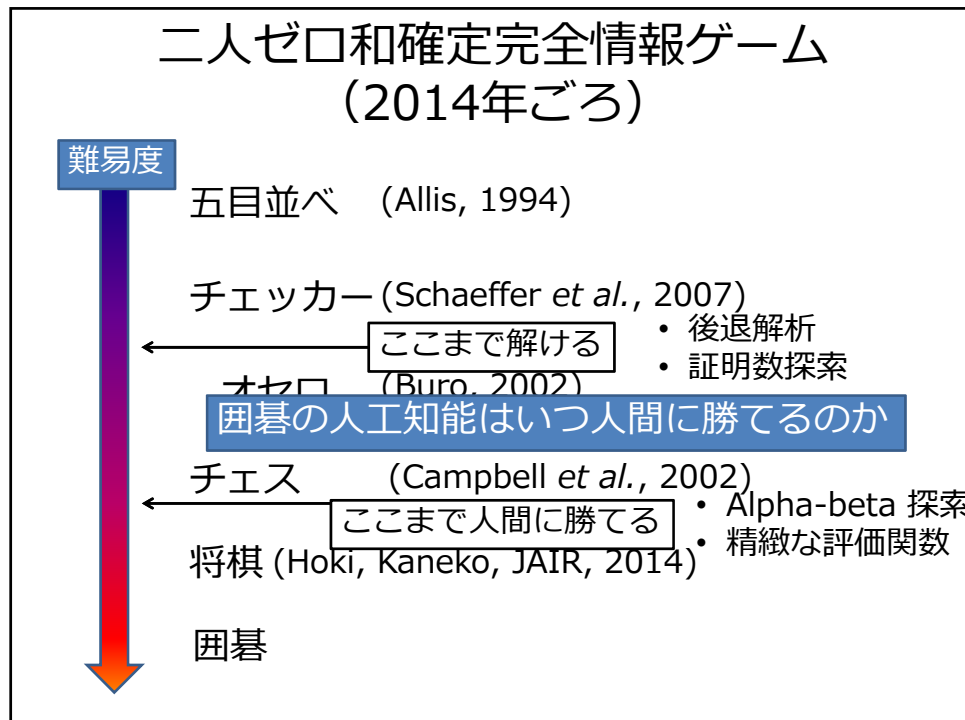 二人ゼロ和確定完全情報ゲーム
（2014年ごろ）
難易度
五目並べ (Allis, 1994)
チェッカー (Schaeffer et al., 2007)
ここまで解ける
• 後退解析
• 証明数探索
オセロ (Buro, 2002)
囲碁の人工知能はいつ人間に勝てるのか
チェス (Campbell et al., 2002)
ここまで人間に勝てる
• Alpha-beta 探索
• 精緻な評価関数
将棋 (Hoki, Kaneko, JAIR, 2014)
囲碁